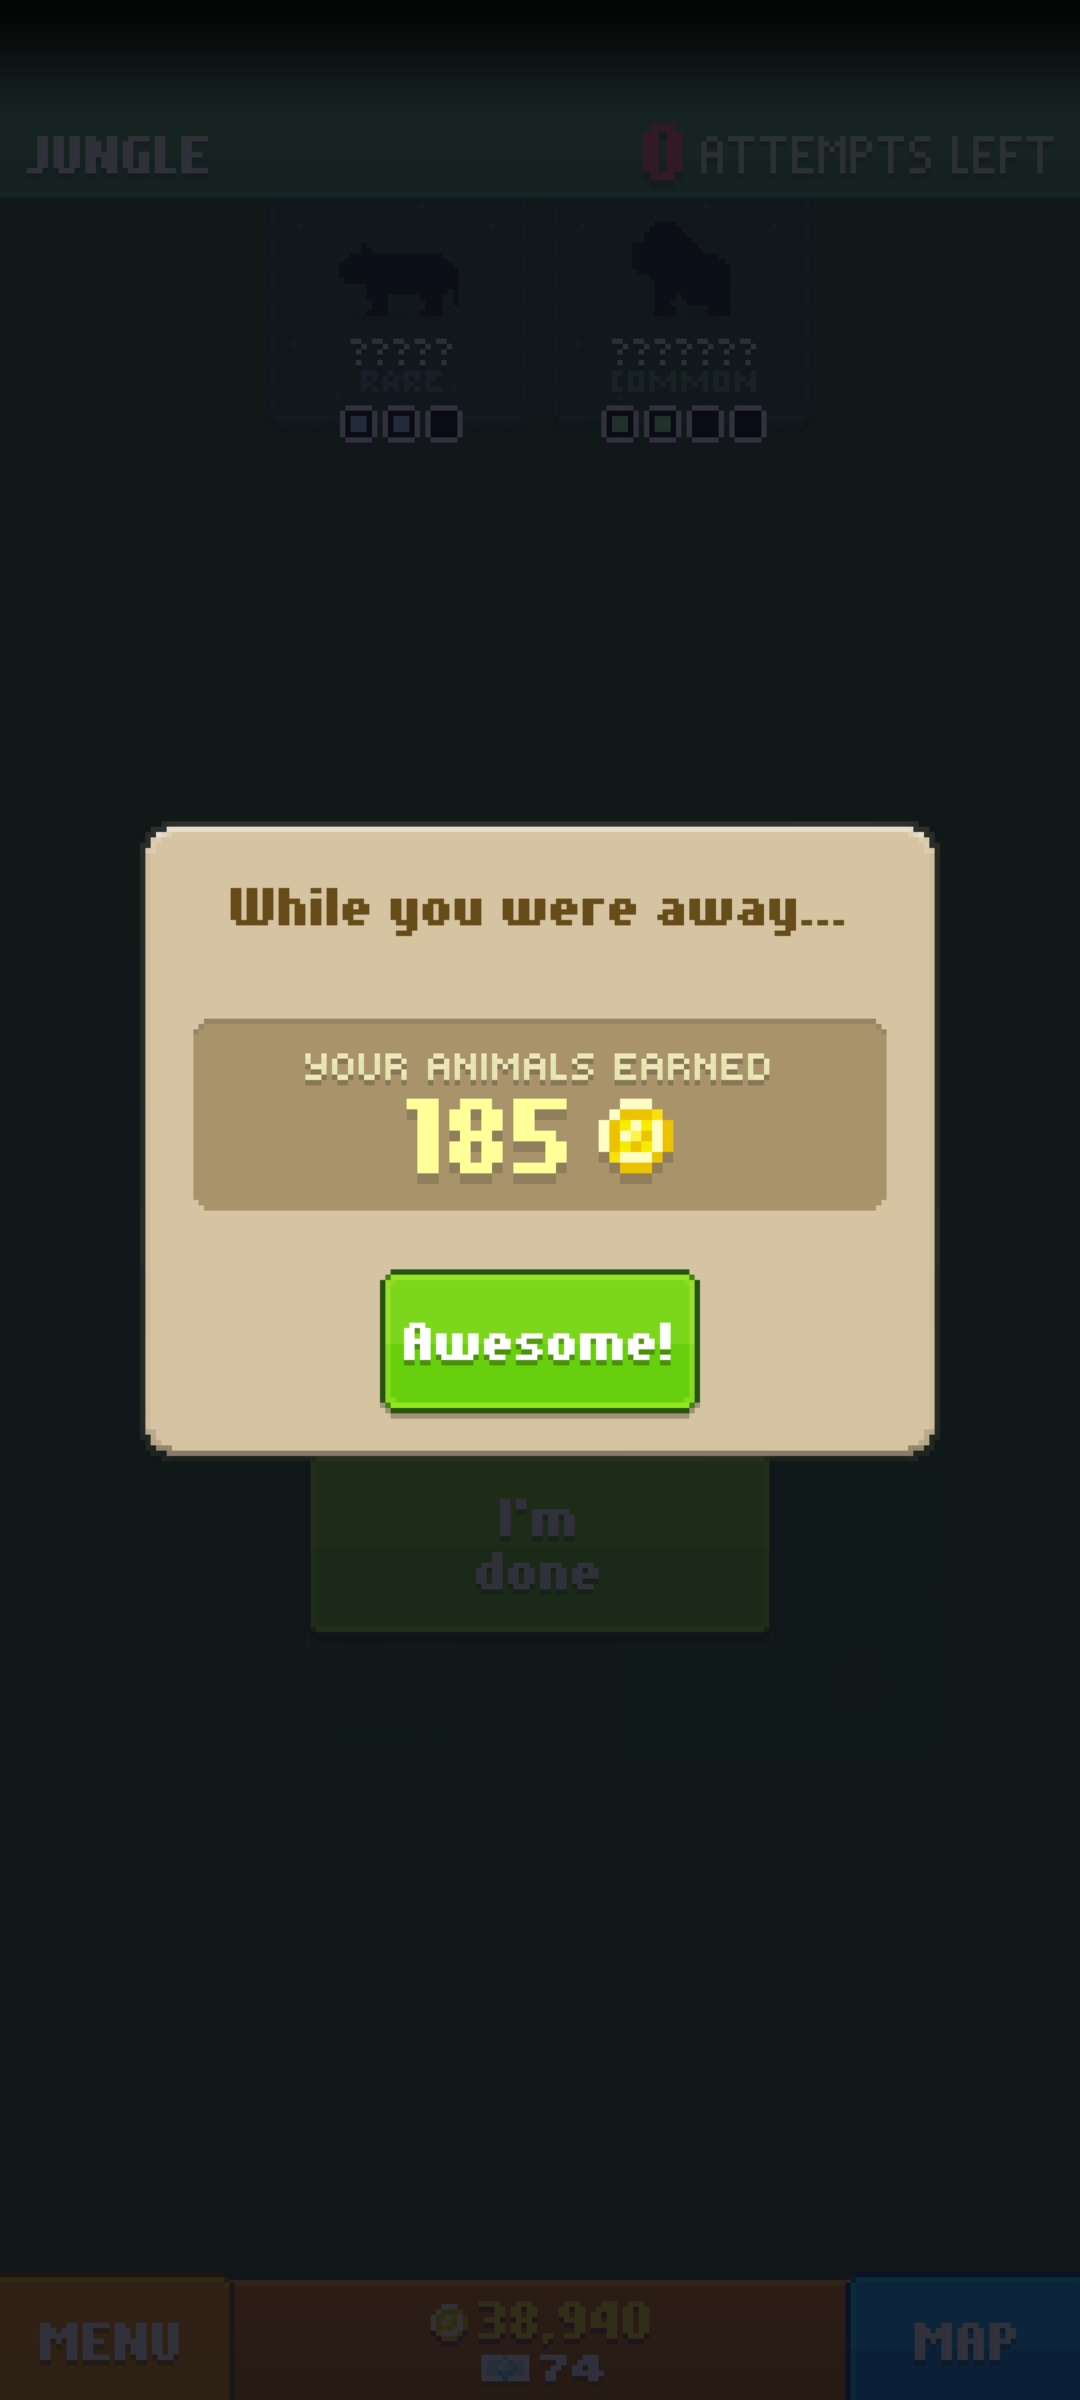 JUNGLE
0 ATTEMPTS LEFT
?????
RARE
???????
COMMON
While you were away...
YOUR ANIMALS EARNED
185
Awesome!
I'm
done
MENU
38,940
74
MAP